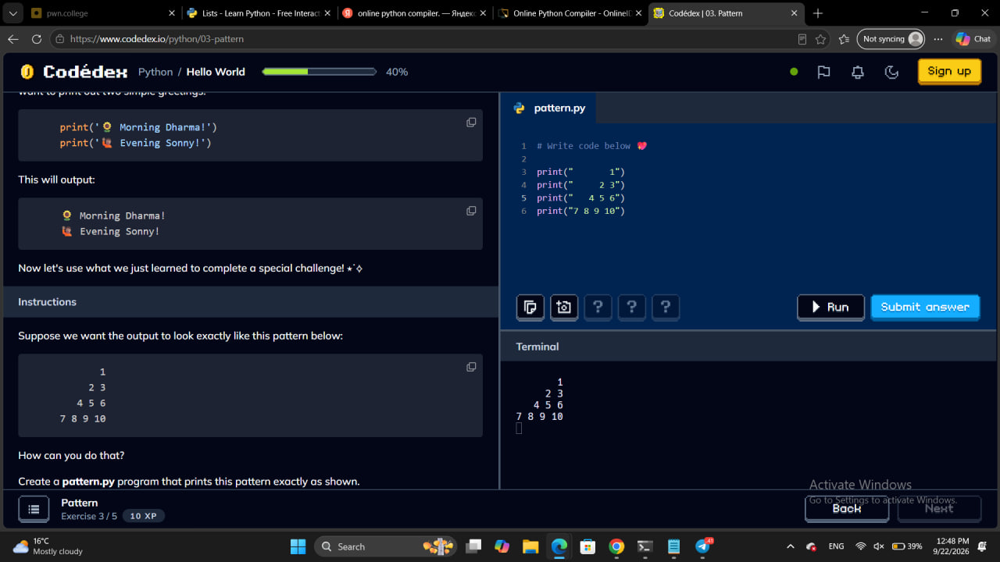 pwn.college
Lists - Learn Python - Free Interact
online python compiler. — Яндекс
Online Python Compiler - OnlineID
Codédex | 03. Pattern
https://www.codedex.io/python/03-pattern
Not syncing
Chat
Codédex
Python / Hello World
40%
Sign up
want to print out two simple greetings:
print('🌻 Morning Dharma!')
print('🌇 Evening Sonny!')
This will output:
🌻 Morning Dharma!
🌇 Evening Sonny!
Now let's use what we just learned to complete a special challenge! ⋆˙⟡
Instructions
Suppose we want the output to look exactly like this pattern below:
       1
     2 3
   4 5 6
7 8 9 10
How can you do that?
Create a pattern.py program that prints this pattern exactly as shown.
Pattern
Exercise 3 / 5
10 XP
pattern.py
1 # Write code below 💖
2
3 print("       1")
4 print("     2 3")
5 print("   4 5 6")
6 print("7 8 9 10")
? ? ?
Run
Submit answer
Terminal
       1
     2 3
   4 5 6
7 8 9 10
Activate Windows
Go to Settings to activate Windows.
Back
Next
16°C
Mostly cloudy
Search
41
ENG
39%
12:48 PM
9/22/2026